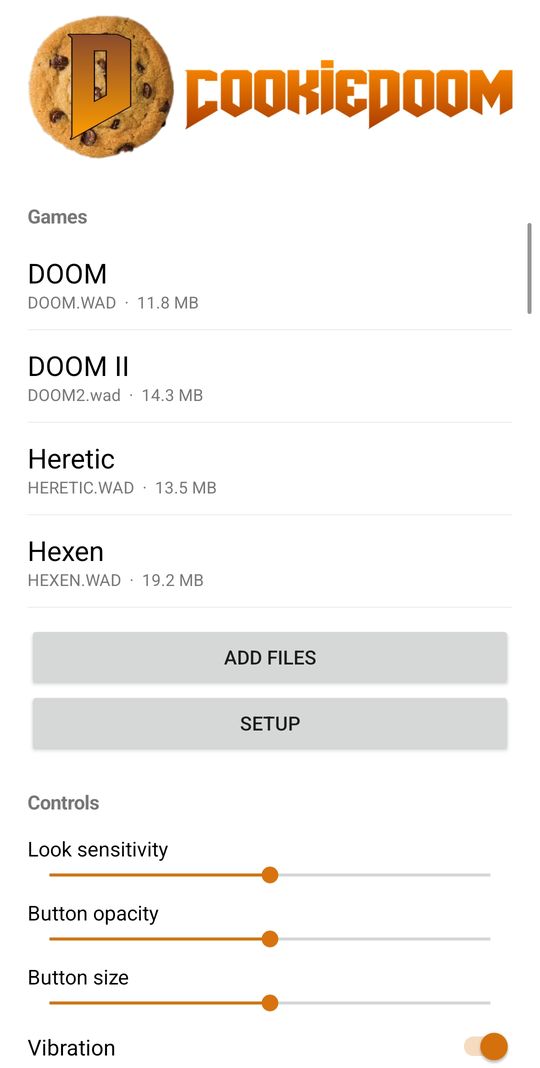 D
COOKIEDOOM
Games
DOOM
DOOM.WAD · 11.8 MB
DOOM II
DOOM2.wad · 14.3 MB
Heretic
HERETIC.WAD · 13.5 MB
Hexen
HEXEN.WAD · 19.2 MB
ADD FILES
SETUP
Controls
Look sensitivity
Button opacity
Button size
Vibration